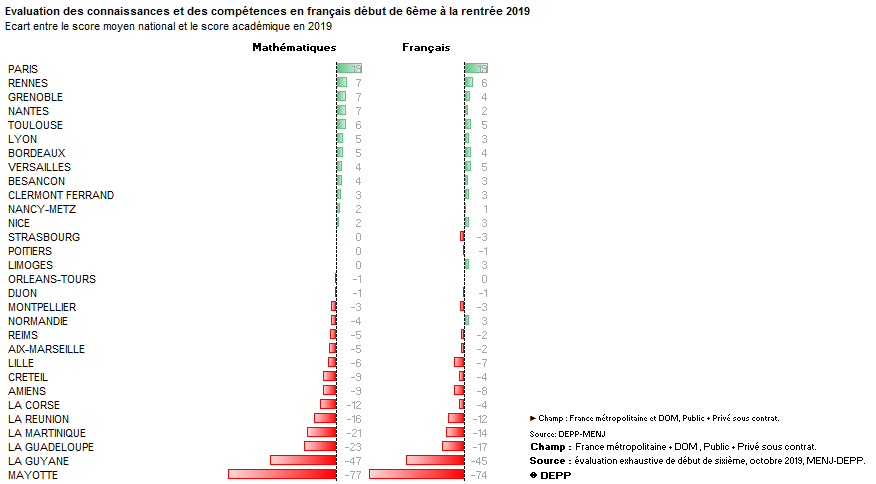 Evaluation des connaissances et des compétences en français début de 6ème à la rentrée 2019
Ecart entre le score moyen national et le score académique en 2019
Mathématiques Français
PARIS 19 19
RENNES 7 6
GRENOBLE 7 4
NANTES 7 2
TOULOUSE 6 5
LYON 5 3
BORDEAUX 5 4
VERSAILLES 4 5
BESANCON 4 3
CLERMONT FERRAND 3 3
NANCY-METZ 2 1
NICE 2 3
STRASBOURG 0 -3
POITIERS 0 -1
LIMOGES 0 3
ORLEANS-TOURS -1 0
DIJON -1 -1
MONTPELLIER -3 -3
NORMANDIE -4 3
REIMS -5 -2
AIX-MARSEILLE -5 -2
LILLE -6 -7
CRETEIL -9 -4
AMIENS -9 -8
LA CORSE -12 -4
LA REUNION -16 -12
LA MARTINIQUE -21 -14
LA GUADELOUPE -23 -17
LA GUYANE -47 -45
MAYOTTE -77 -74
► Champ : France métropolitaine et DOM, Public + Privé sous contrat.
Source: DEPP-MENJ
Champ : France métropolitaine + DOM , Public + Privé sous contrat.
Source : évaluation exhaustive de début de sixième, octobre 2019, MENJ-DEPP.
DEPP